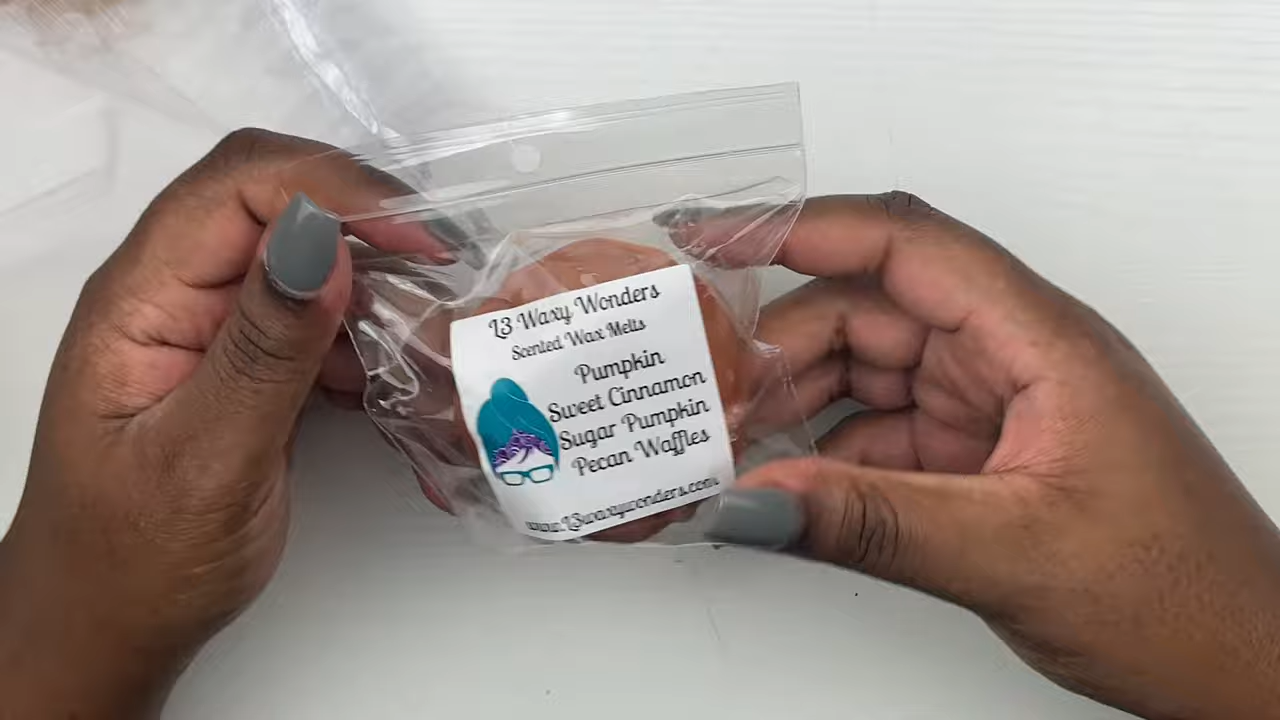 L3 Waxy Wonders
Scented Wax Melts
Pumpkin
Sweet Cinnamon
Sugar Pumpkin
Pecan Waffles
www.L3waxywonders.com